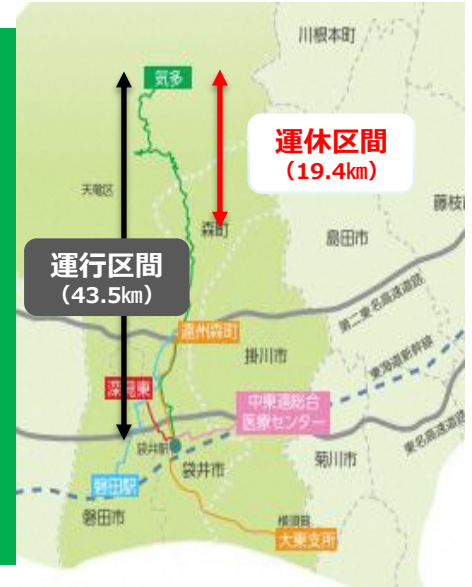 川根本町
気多
運休区間
（19.4㎞）
天竜区
藤枝
森町
島田市
運行区間
（43.5㎞）
第二東名高速道路
遠州森町
掛川市
東海道新幹線
深見東
中東遠総合
医療センター
東名高速道路
袋井駅
菊川市
袋井市
磐田駅
磐田市
横須賀
大東支所